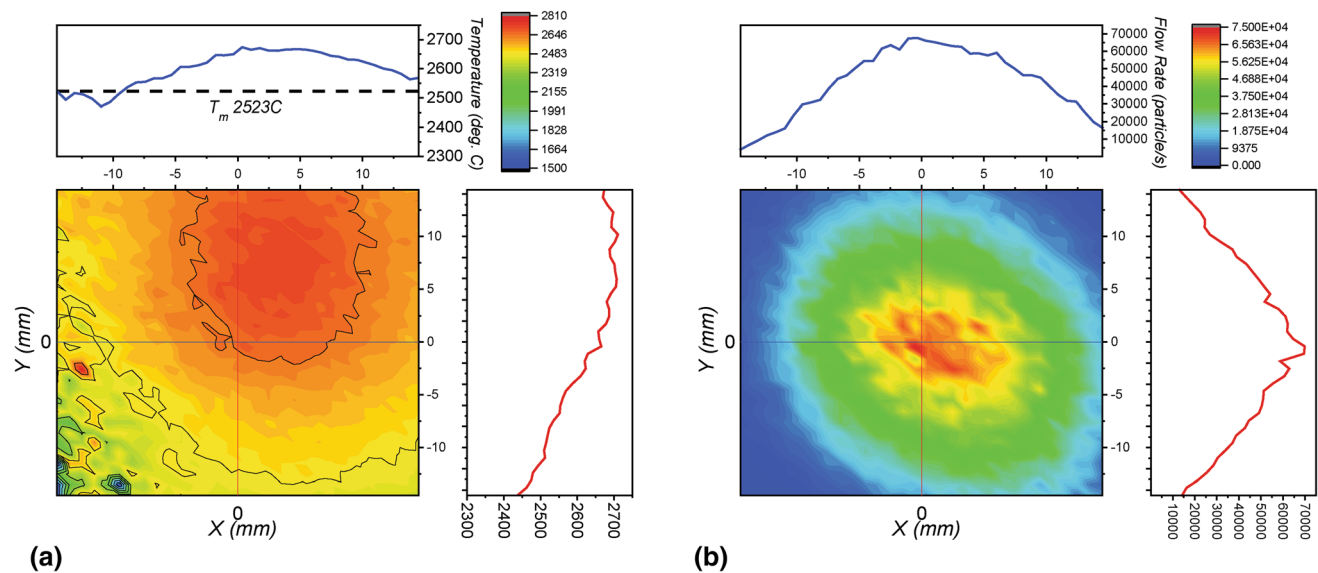 2700
2600
2500
2400
2300
T_m 2523C
Temperature (deg. C)
2810
2646
2483
2319
2155
1991
1828
1664
1500
-10 -5 0 5 10
Y (mm)
0
10
5
0
-5
-10
0
X (mm)
2300 2400 2500 2600 2700
(a)
70000
60000
50000
40000
30000
20000
10000
Flow Rate (particle/s)
7.500E+04
6.563E+04
5.625E+04
4.688E+04
3.750E+04
2.813E+04
1.875E+04
9375
0.000
-10 -5 0 5 10
Y (mm)
0
10
5
0
-5
-10
0
X (mm)
10000 20000 30000 40000 50000 60000 70000
(b)